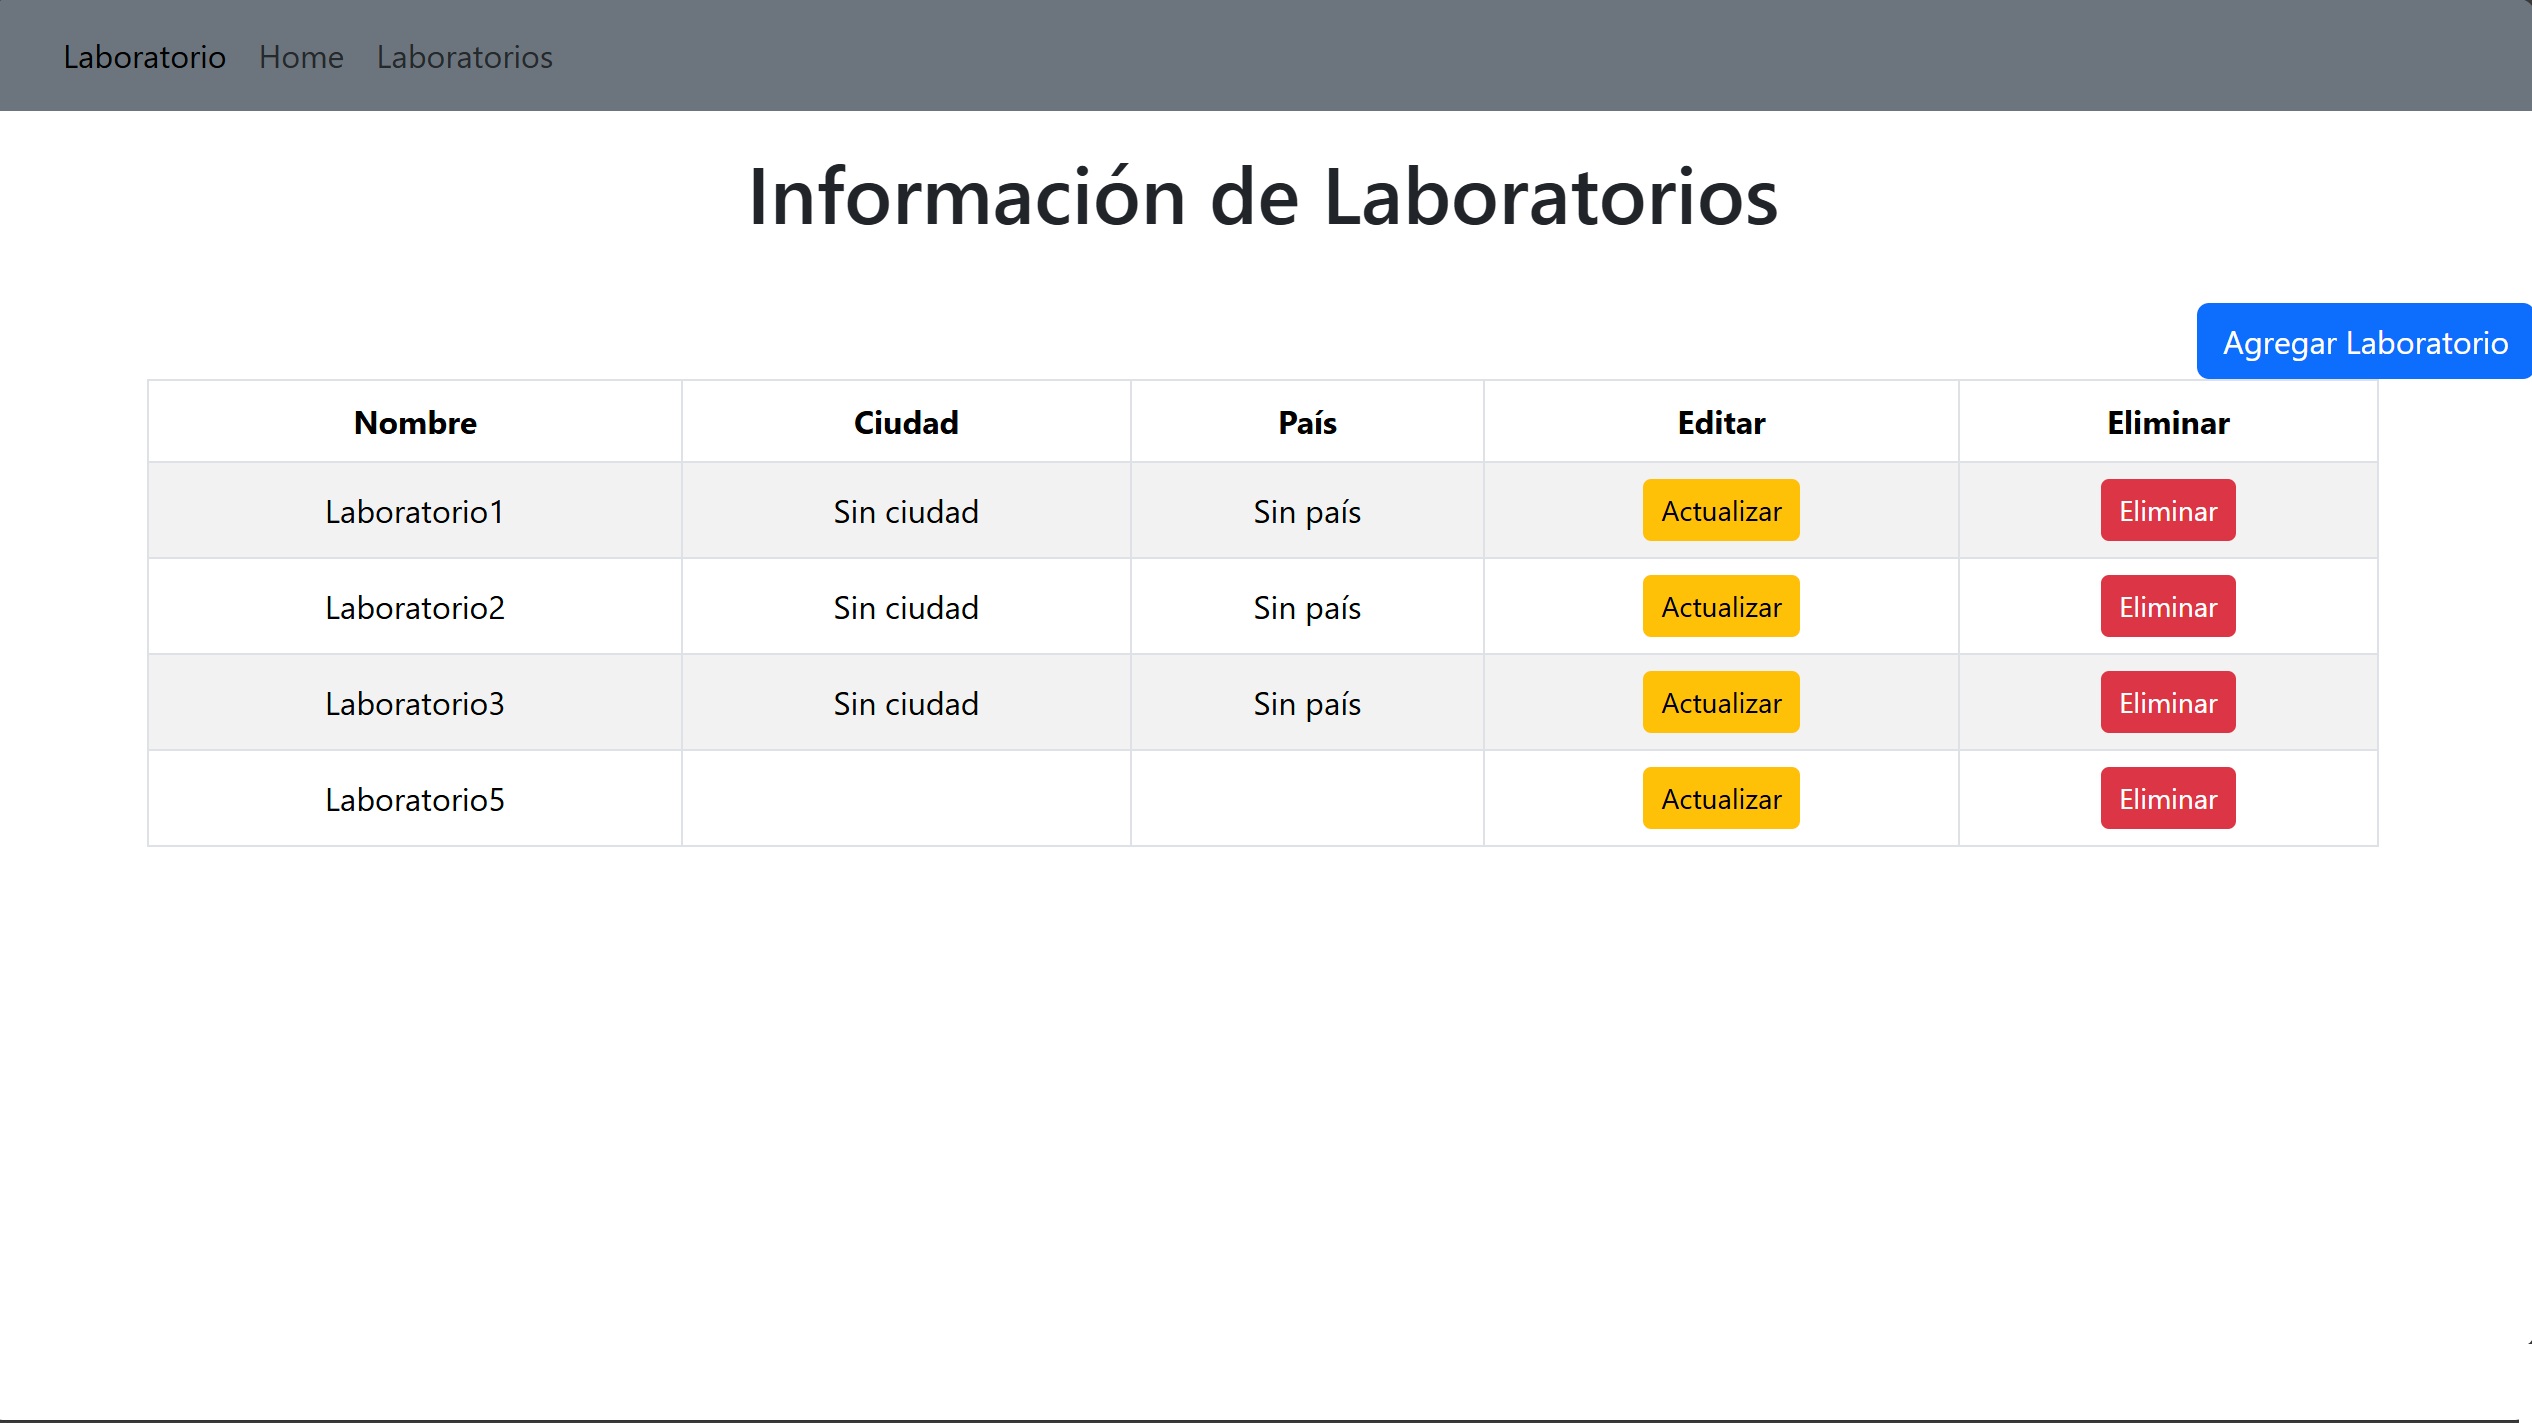 Laboratorio Home Laboratorios
Información de Laboratorios
Agregar Laboratorio
Nombre Ciudad País Editar Eliminar
Laboratorio1 Sin ciudad Sin país Actualizar Eliminar
Laboratorio2 Sin ciudad Sin país Actualizar Eliminar
Laboratorio3 Sin ciudad Sin país Actualizar Eliminar
Laboratorio5 Actualizar Eliminar